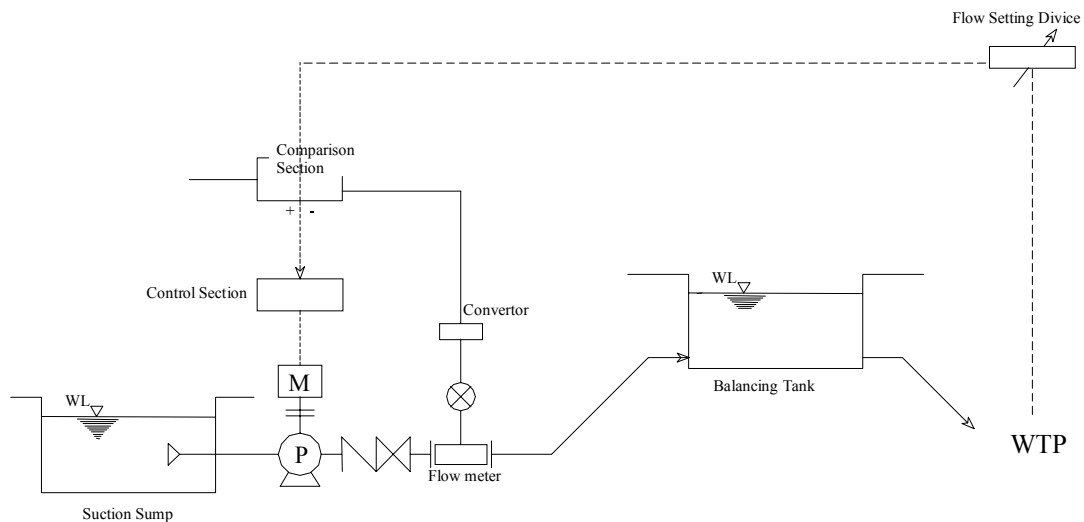 Flow Setting Divice
Comparison
Section
+ -
Control Section
Convertor
WL
M
WL
Balancing Tank
P
WTP
Flow meter
Suction Sump